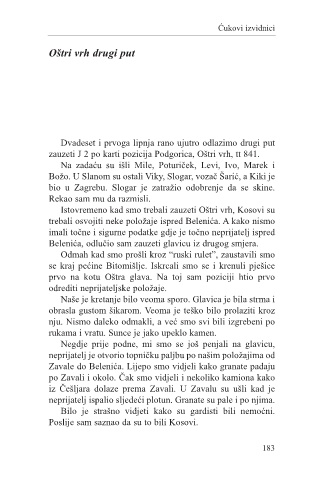 Ćukovi izvidnici
Oštri vrh drugi put
Dvadeset i prvoga lipnja rano ujutro odlazimo drugi put
zauzeti J 2 po karti pozicija Podgorica, Oštri vrh, tt 841.
Na zadaću su išli Mile, Poturiček, Levi, Ivo, Marek i
Božo. U Slanom su ostali Viky, Slogar, vozač Šarić, a Kiki je
bio u Zagrebu. Slogar je zatražio odobrenje da se skine.
Rekao sam mu da razmisli.
Istovremeno kad smo trebali zauzeti Oštri vrh, Kosovi su
trebali osvojiti neke položaje ispred Belenića. A kako nismo
imali točne i sigurne podatke gdje je točno neprijatelj ispred
Belenića, odlučio sam zauzeti glavicu iz drugog smjera.
Odmah kad smo prošli kroz “ruski rulet”, zaustavili smo
se kraj pećine Bitomišlje. Iskrcali smo se i krenuli pješice
prvo na kotu Oštra glava. Na toj sam poziciji htio prvo
odrediti neprijateljske položaje.
Naše je kretanje bilo veoma sporo. Glavica je bila strma i
obrasla gustom šikarom. Veoma je teško bilo prolaziti kroz
nju. Nismo daleko odmakli, a već smo svi bili izgrebeni po
rukama i vratu. Sunce je jako upeklo kamen.
Negdje prije podne, mi smo se još penjali na glavicu,
neprijatelj je otvorio topničku paljbu po našim položajima od
Zavale do Belenića. Lijepo smo vidjeli kako granate padaju
po Zavali i okolo. Čak smo vidjeli i nekoliko kamiona kako
iz Češljara dolaze prema Zavali. U Zavalu su ušli kad je
neprijatelj ispalio sljedeći plotun. Granate su pale i po njima.
Bilo je strašno vidjeti kako su gardisti bili nemoćni.
Poslije sam saznao da su to bili Kosovi.
183